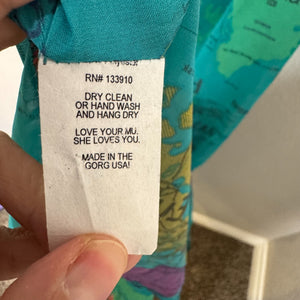 RN# 133910
DRY CLEAN
OR HAND WASH
AND HANG DRY
LOVE YOUR MU.
SHE LOVES YOU.
MADE IN THE
GORG USA!